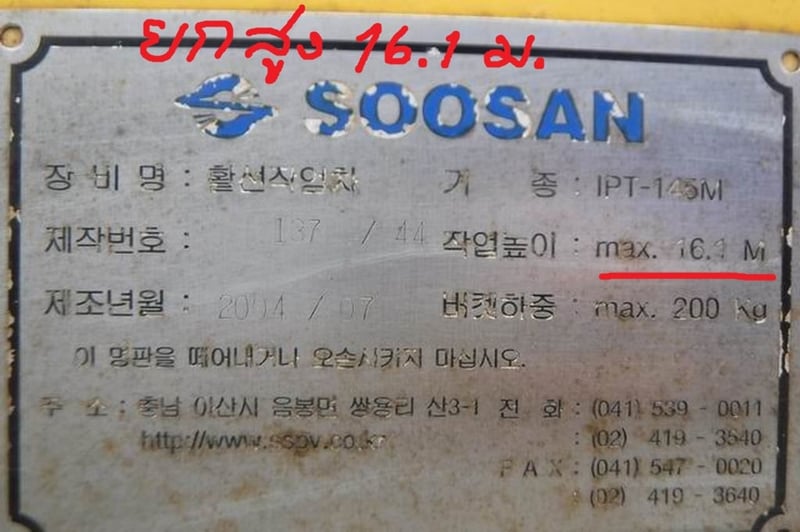 ยกสูง 16.1 ม.
SOOSAN
장 비 명 : 활선작업차 기 종 : IPT-145M
제작번호 : 137 / 44 작업높이 : max. 16.1 M
제조년월 : 2004 / 07 버켓하중 : max. 200 Kg
이 명판을 떼어내거나 오손시키지 마십시오.
주 소 : 충남 아산시 음봉면 쌍용리 산3-1 전 화 : (041) 539 - 0011
http://www.sspv.co.kr : (02) 419 - 3540
FAX : (041) 547 - 0020
: (02) 419 - 3640